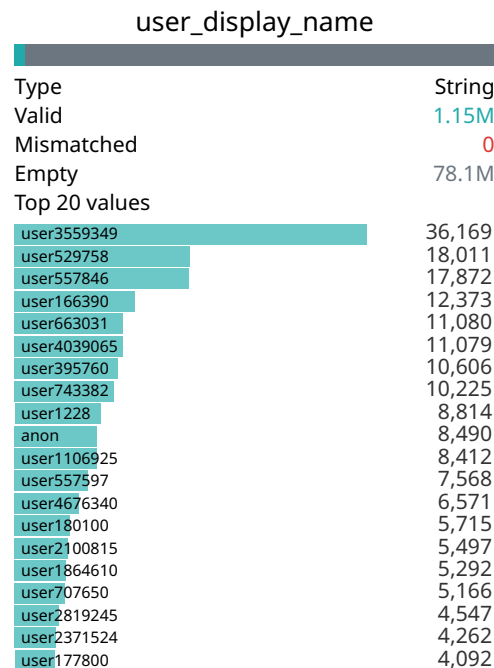 user_display_name
Type String
Valid 1.15M
Mismatched 0
Empty 78.1M
Top 20 values
user3559349 36,169
user529758 18,011
user557846 17,872
user166390 12,373
user663031 11,080
user4039065 11,079
user395760 10,606
user743382 10,225
user1228 8,814
anon 8,490
user1106925 8,412
user557597 7,568
user4676340 6,571
user180100 5,715
user2100815 5,497
user1864610 5,292
user707650 5,166
user2819245 4,547
user2371524 4,262
user177800 4,092